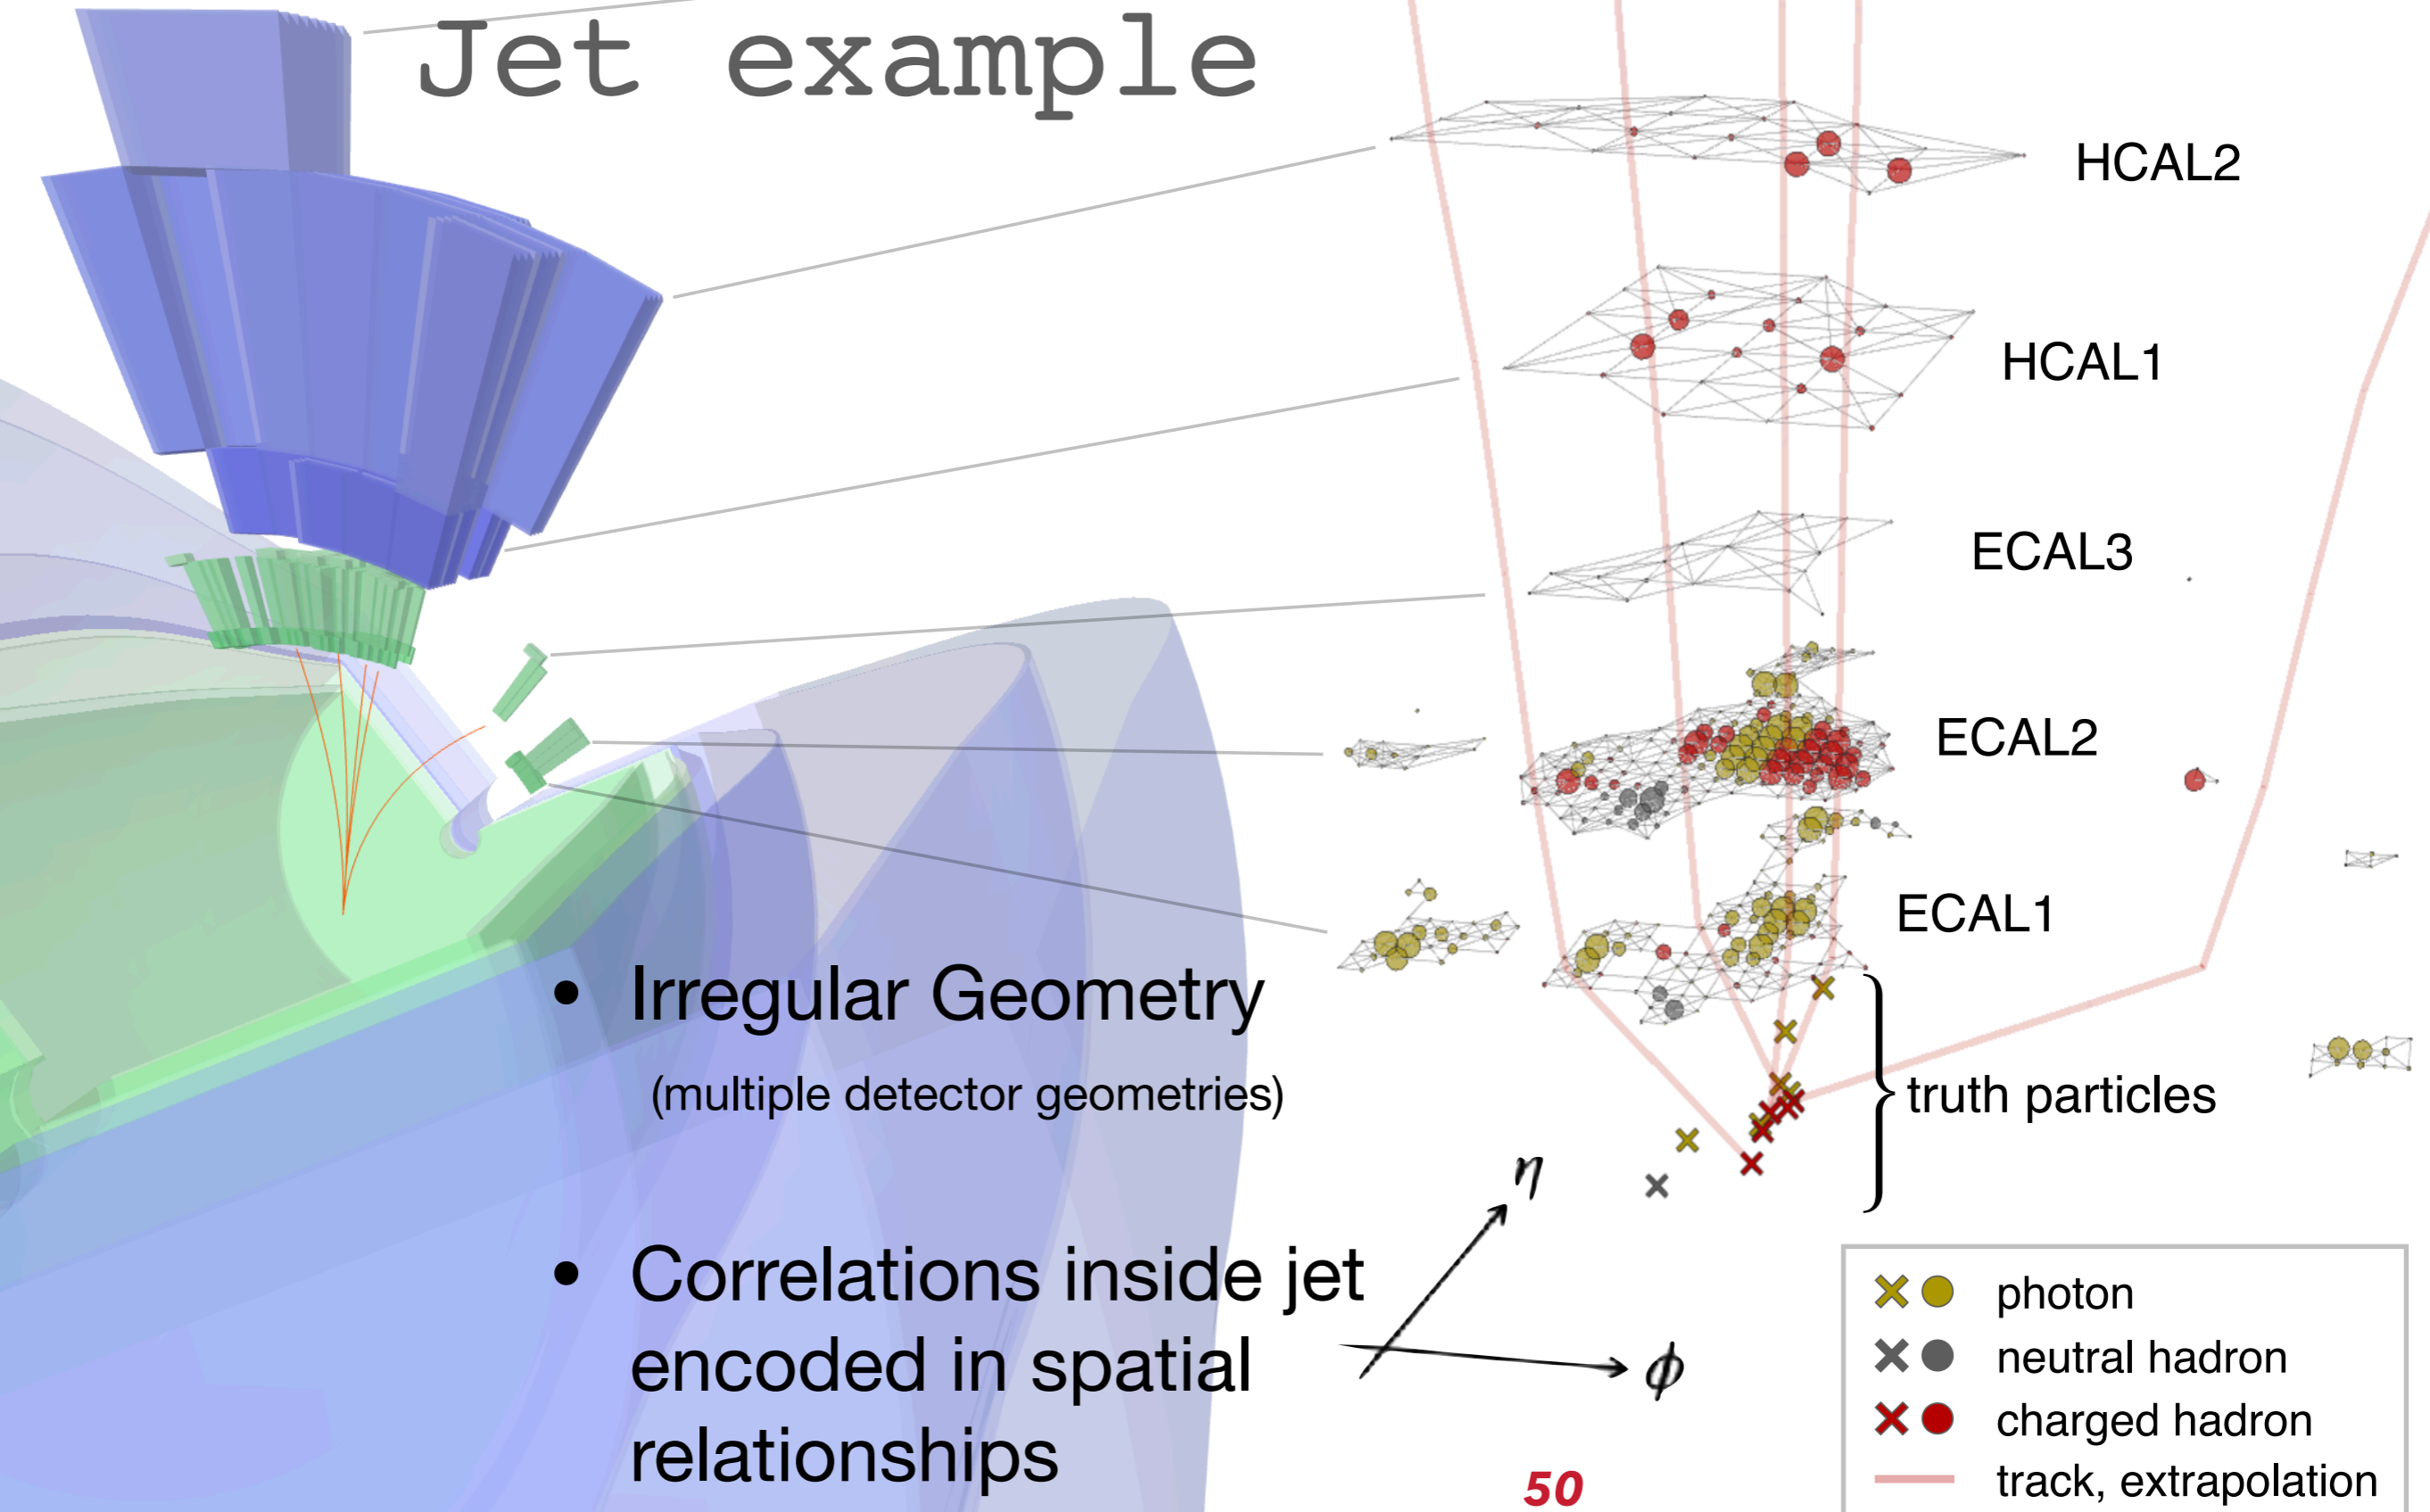 Jet example
HCAL2
HCAL1
ECAL3
ECAL2
ECAL1
• Irregular Geometry
(multiple detector geometries)
truth particles
η
• Correlations inside jet
encoded in spatial
relationships
ϕ
photon
neutral hadron
charged hadron
track, extrapolation
50